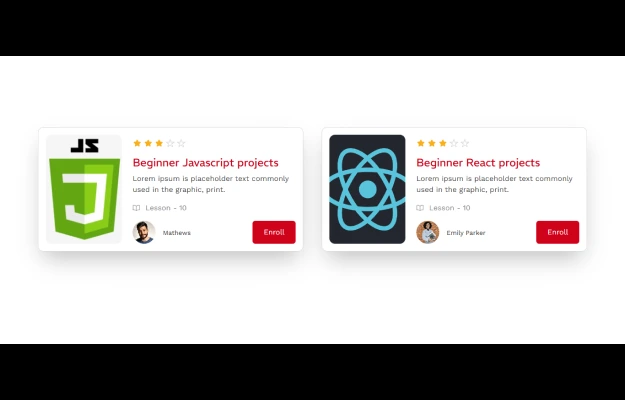 JS
Beginner Javascript projects
Lorem ipsum is placeholder text commonly
used in the graphic, print.
Lesson - 10
Mathews
Enroll
Beginner React projects
Lorem ipsum is placeholder text commonly
used in the graphic, print.
Lesson - 10
Emily Parker
Enroll